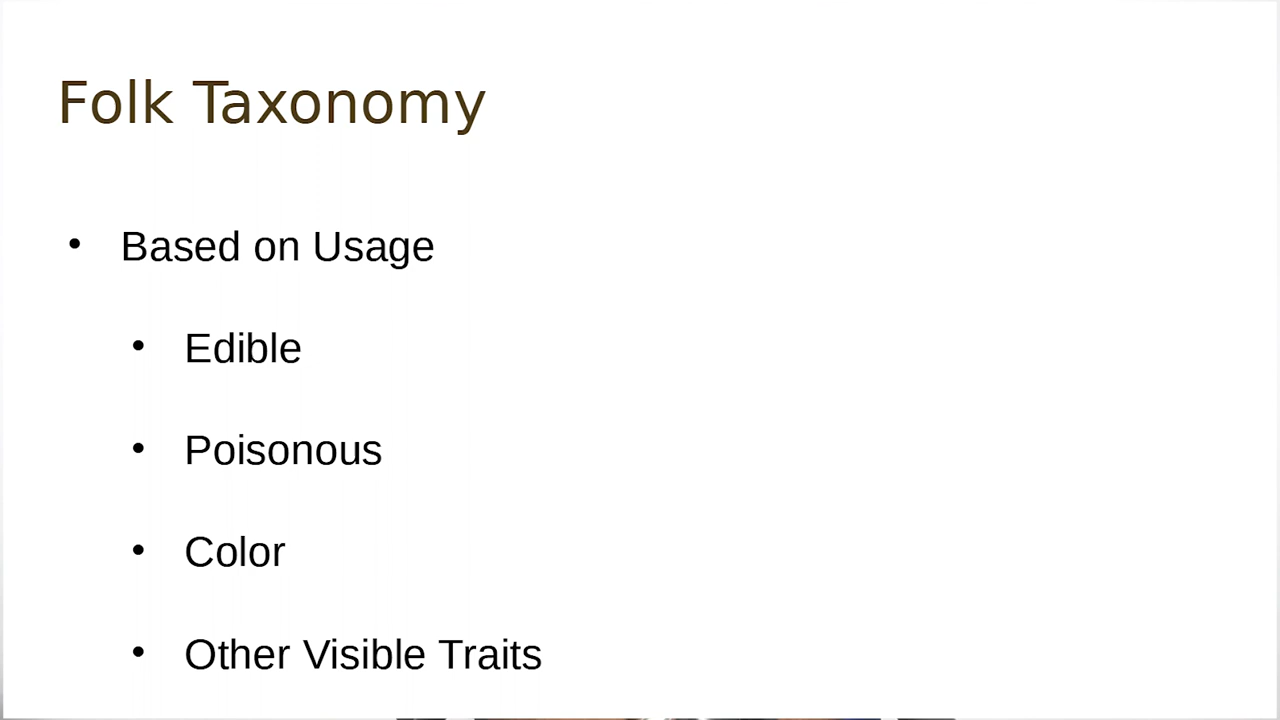 Folk Taxonomy
• Based on Usage
• Edible
• Poisonous
• Color
• Other Visible Traits